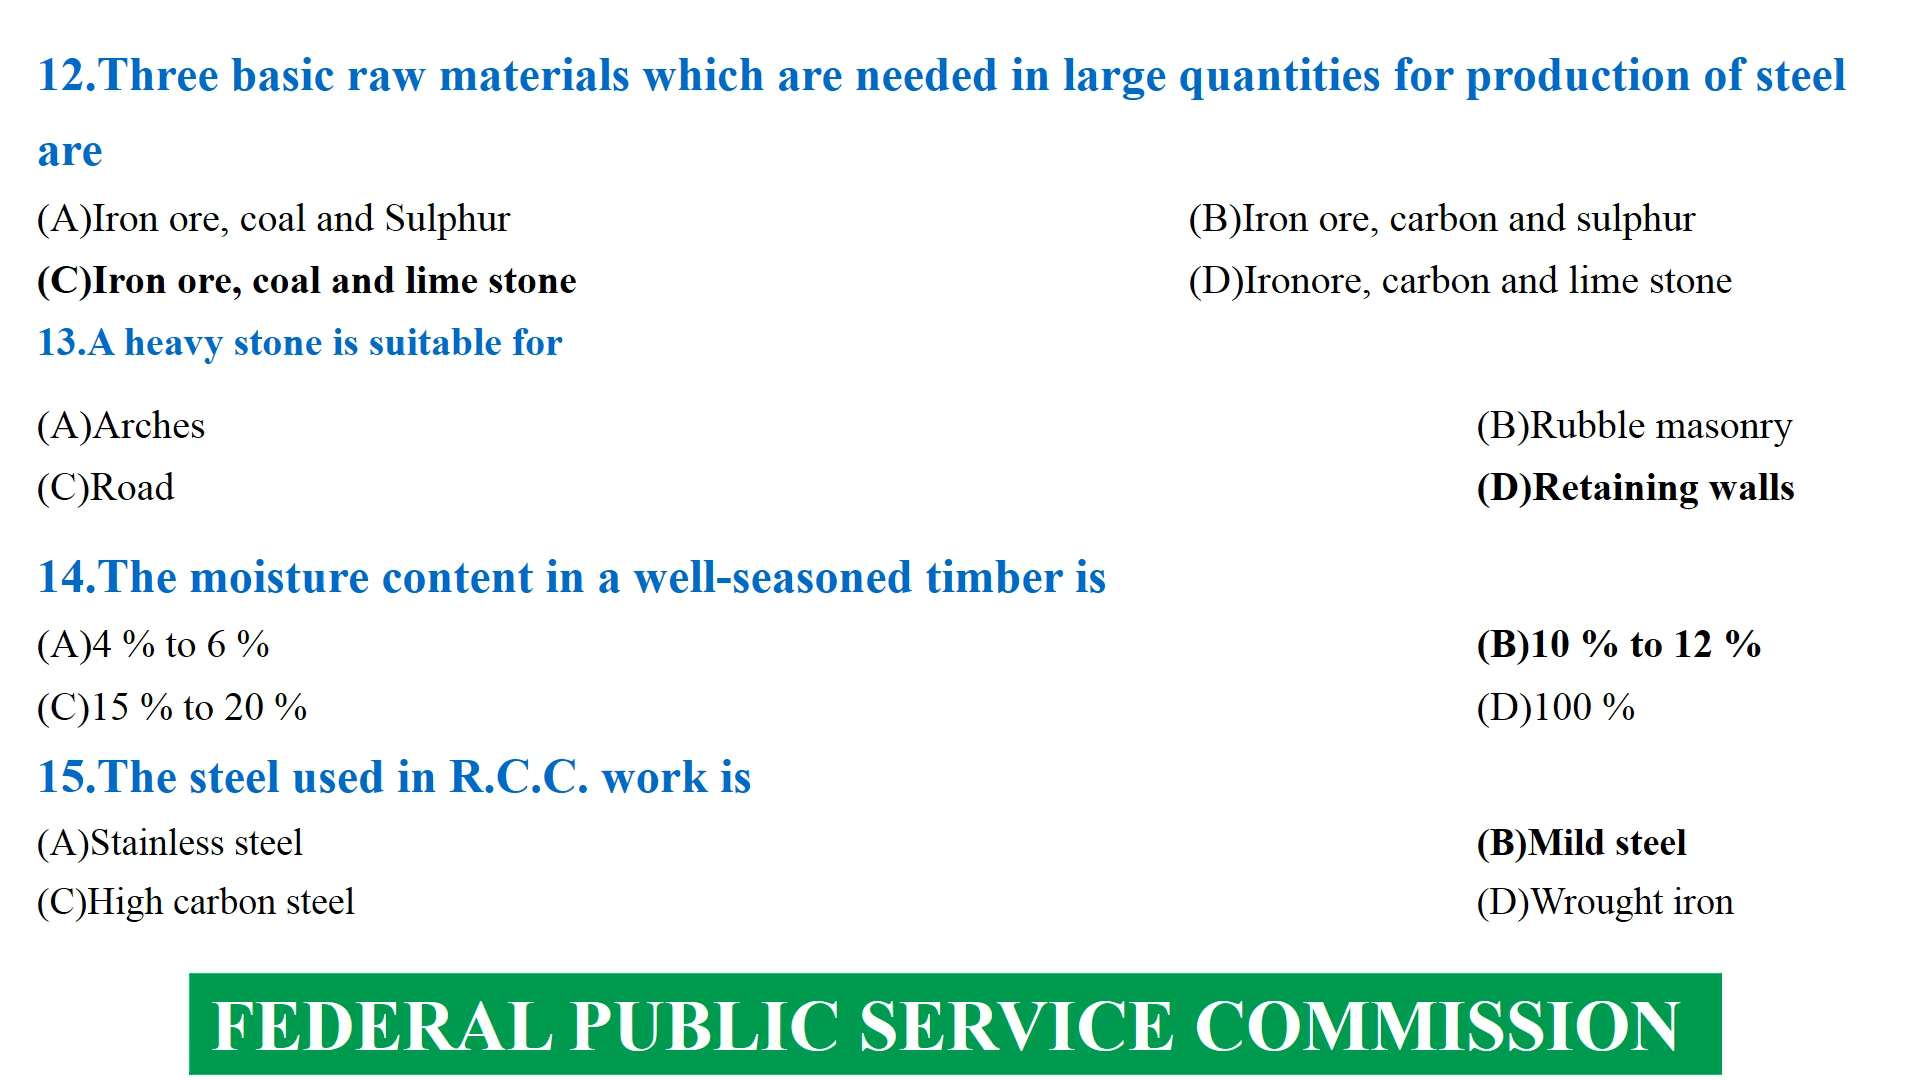 12.Three basic raw materials which are needed in large quantities for production of steel
are
(A)Iron ore, coal and Sulphur (B)Iron ore, carbon and sulphur
(C)Iron ore, coal and lime stone (D)Ironore, carbon and lime stone
13.A heavy stone is suitable for
(A)Arches (B)Rubble masonry
(C)Road (D)Retaining walls
14.The moisture content in a well-seasoned timber is
(A)4 % to 6 % (B)10 % to 12 %
(C)15 % to 20 % (D)100 %
15.The steel used in R.C.C. work is
(A)Stainless steel (B)Mild steel
(C)High carbon steel (D)Wrought iron
FEDERAL PUBLIC SERVICE COMMISSION